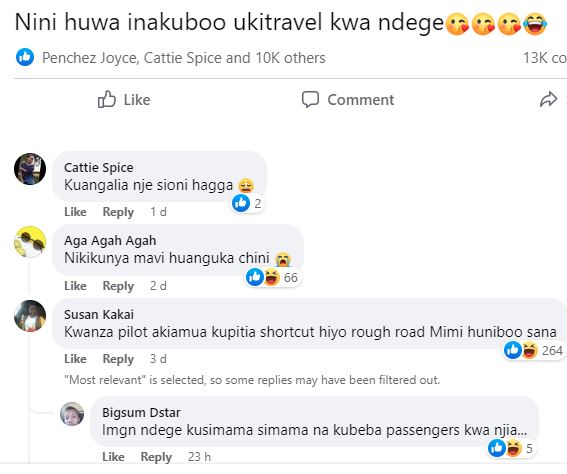 Nini huwa inakuboo ukitravel kwa ndege😘😘😘😂
Penchez Joyce, Cattie Spice and 10K others
13K co
Like
Comment
Cattie Spice
Kuangalia nje sioni hagga 😩
2
Like Reply 1 d
Aga Agah Agah
Nikikunya mavi huanguka chini 😭
66
Like Reply 2 d
Susan Kakai
Kwanza pilot akiamua kupitia shortcut hiyo rough road Mimi huniboo sana
264
Like Reply 3 d
"Most relevant" is selected, so some replies may have been filtered out.
Bigsum Dstar
Imgn ndege kusimama simama na kubeba passengers kwa njia...
5
Like Reply 23 h